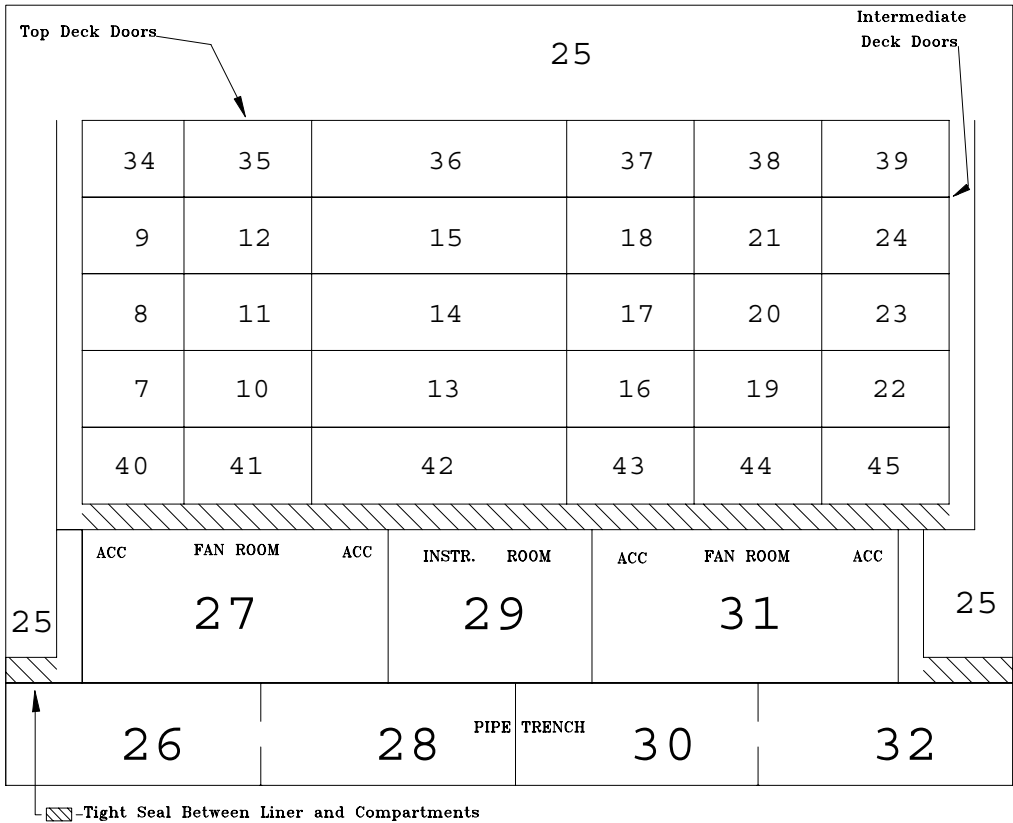 Intermediate
Top Deck Doors
Deck Doors
25
34 35 36 37 38 39
9 12 15 18 21 24
8 11 14 17 20 23
7 10 13 16 19 22
40 41 42 43 44 45
ACC FAN ROOM ACC INSTR. ROOM ACC FAN ROOM ACC
25 27 29 31 25
PIPE TRENCH
26 28 30 32
-Tight Seal Between Liner and Compartments